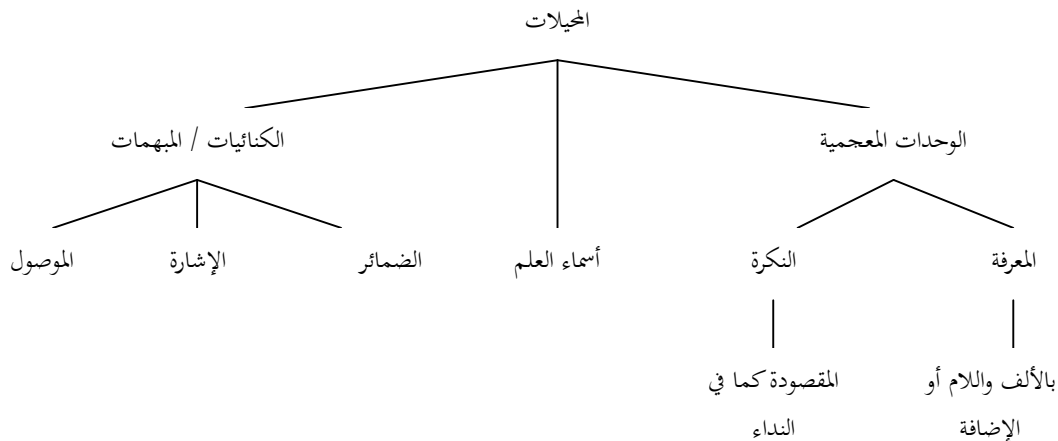 المحيلات
الوحدات المعجمية
الكنائيات / المبهمات
المعرفة
النكرة
أسماء العلم
الضمائر
الإشارة
الموصول
بالألف واللام أو
الإضافة
المقصودة كما في
النداء